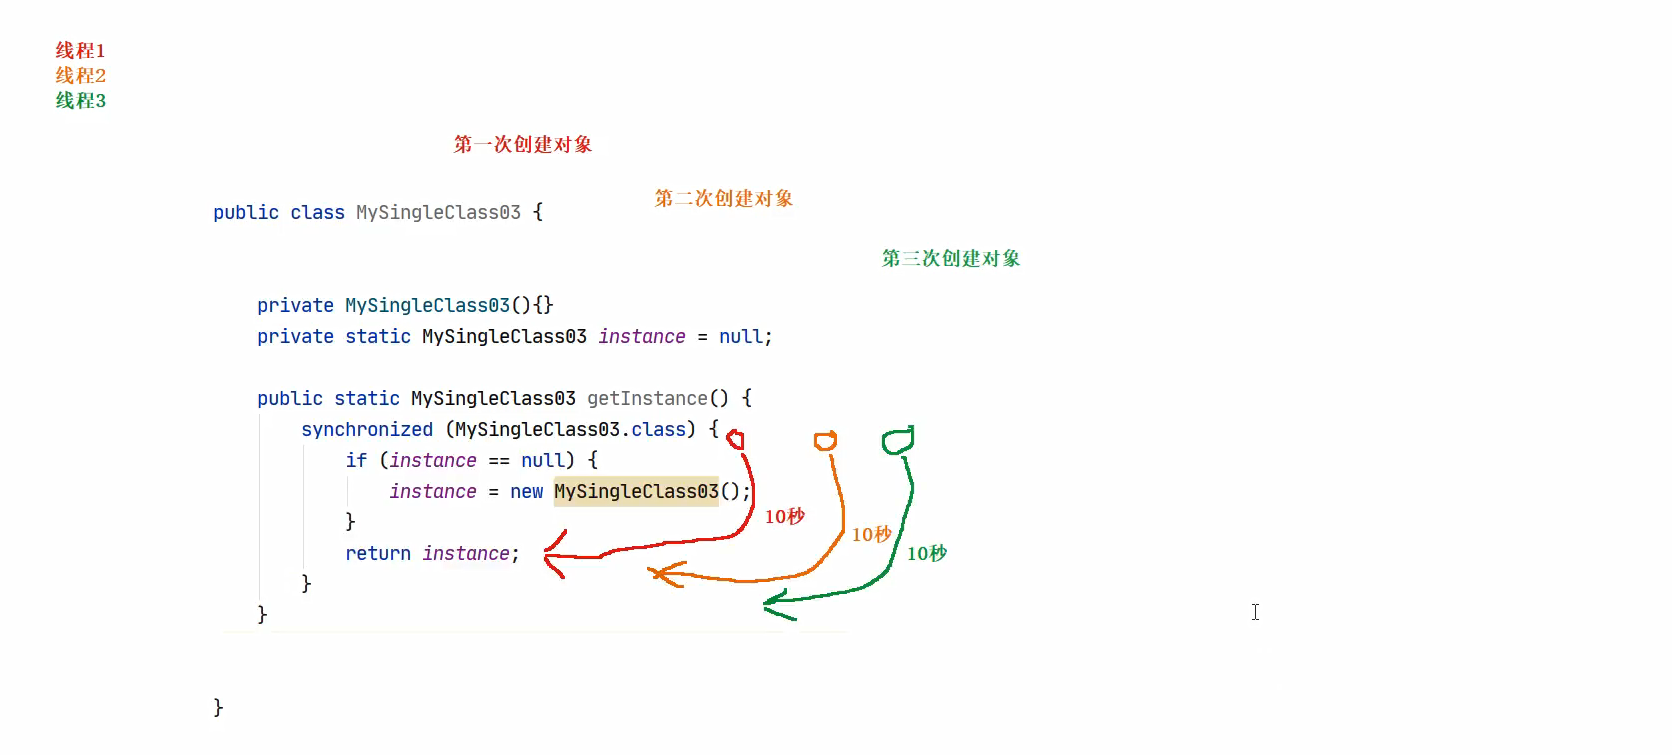 线程1
线程2
线程3
第一次创建对象
第二次创建对象
public class MySingleClass03 {
第三次创建对象
private MySingleClass03(){}
private static MySingleClass03 instance = null;
public static MySingleClass03 getInstance() {
synchronized (MySingleClass03.class) {
if (instance == null) {
instance = new MySingleClass03();
10秒
}
10秒
return instance;
10秒
}
}
}